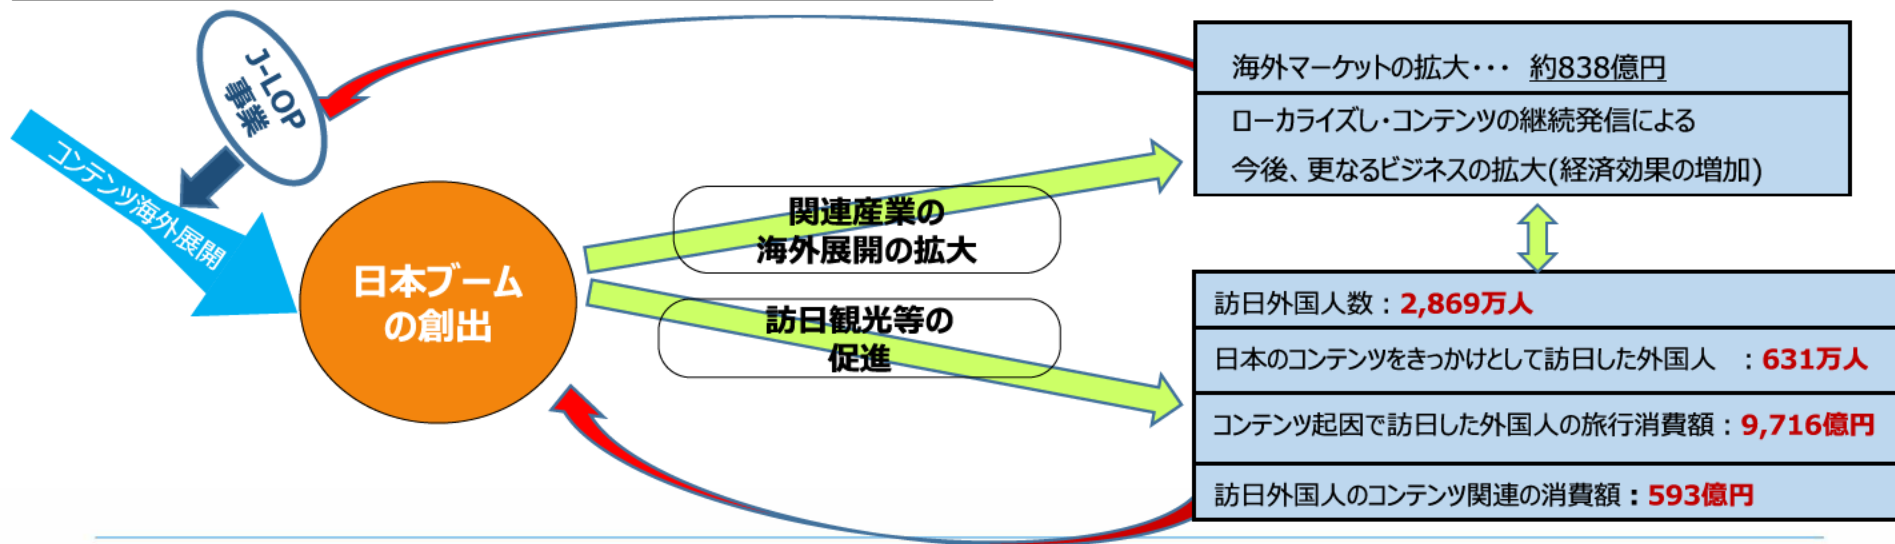 J-LOP
事業
コンテンツ海外展開
日本ブーム
の創出
関連産業の
海外展開の拡大
訪日観光等の
促進
海外マーケットの拡大・・・ 約838億円
ローカライズし・コンテンツの継続発信による
今後、更なるビジネスの拡大(経済効果の増加)
訪日外国人数：2,869万人
日本のコンテンツをきっかけとして訪日した外国人 ：631万人
コンテンツ起因で訪日した外国人の旅行消費額：9,716億円
訪日外国人のコンテンツ関連の消費額：593億円